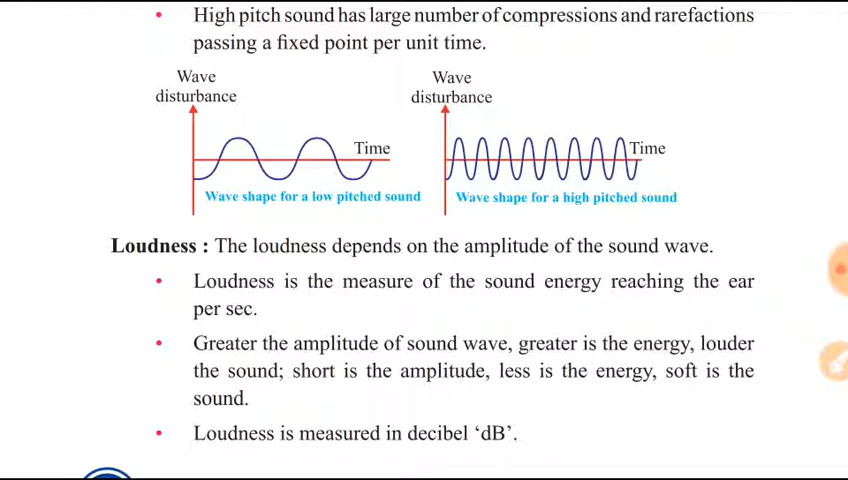 • High pitch sound has large number of compressions and rarefactions
passing a fixed point per unit time.
Wave
disturbance
Time
Wave shape for a low pitched sound
Wave
disturbance
Time
Wave shape for a high pitched sound
Loudness : The loudness depends on the amplitude of the sound wave.
• Loudness is the measure of the sound energy reaching the ear
per sec.
• Greater the amplitude of sound wave, greater is the energy, louder
the sound; short is the amplitude, less is the energy, soft is the
sound.
• Loudness is measured in decibel ‘dB’.